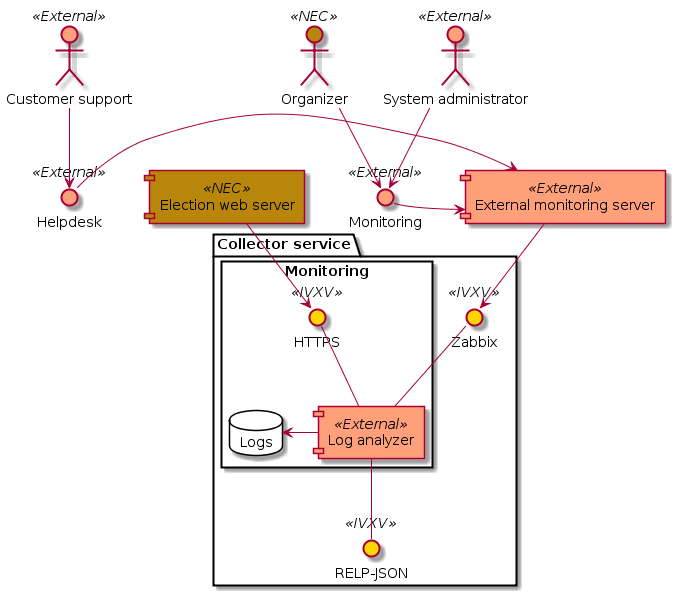 «External»
«NEC»
«External»
Customer support
Organizer
System administrator
«External»
Helpdesk
«NEC»
Election web server
«External»
Monitoring
«External»
External monitoring server
Collector service
Monitoring
«IVXV»
HTTPS
«IVXV»
Zabbix
Logs
«External»
Log analyzer
«IVXV»
RELP-JSON